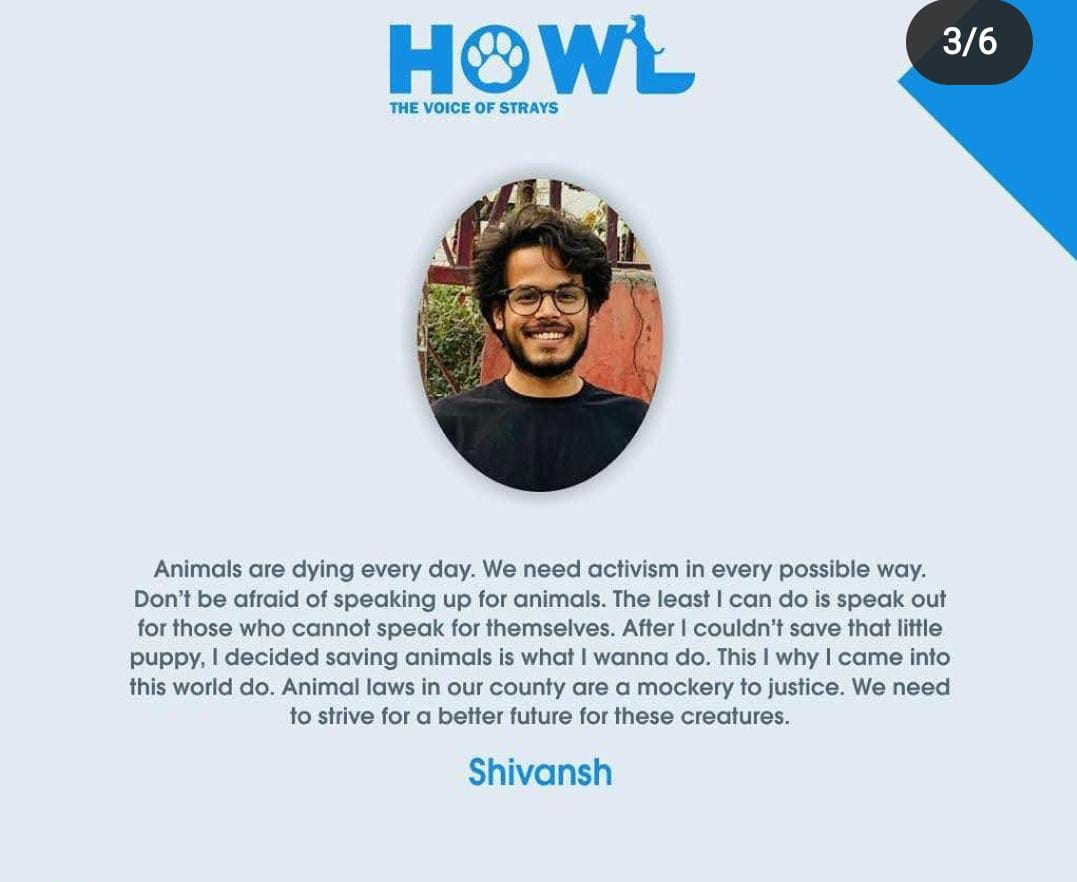 3/6
HOWL
THE VOICE OF STRAYS
Animals are dying every day. We need activism in every possible way.
Don't be afraid of speaking up for animals. The least I can do is speak out
for those who cannot speak for themselves. After I couldn't save that little
puppy, I decided saving animals is what I wanna do. This I why I came into
this world do. Animal laws in our county are a mockery to justice. We need
to strive for a better future for these creatures.
Shivansh